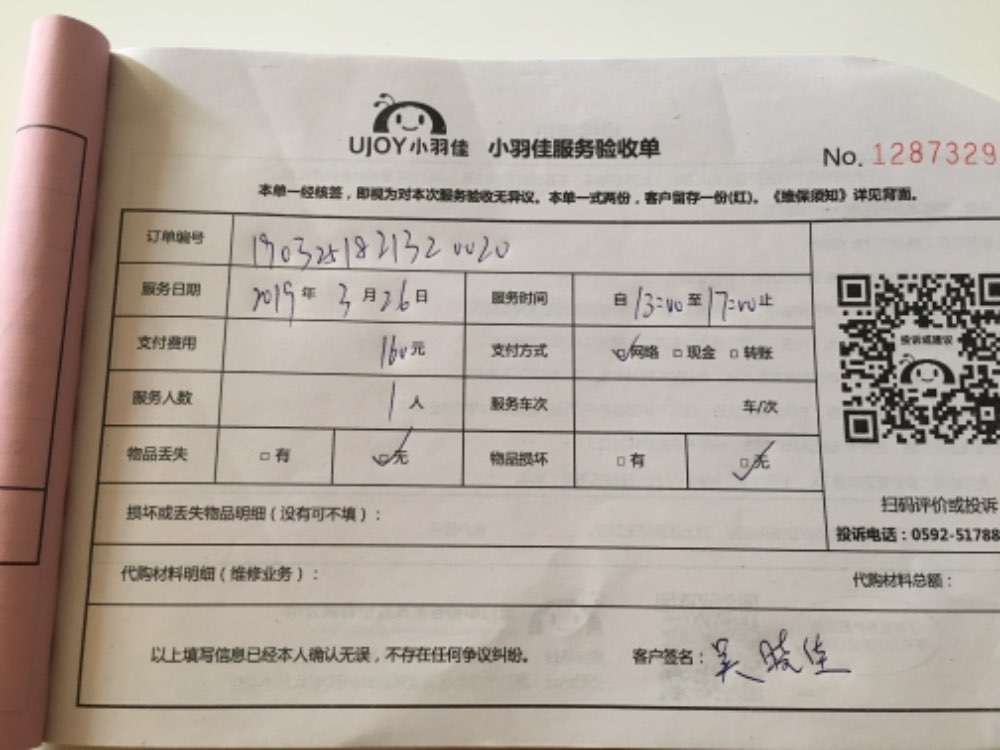 UJOY小羽佳 小羽佳服务验收单 No. 1287329
本单一经核签，即视为对本次服务验收无异议。本单一式两份，客户留存一份(红)。《维保须知》详见背面。
订单编号 1903251821320020
服务日期 2019年 3月26日 服务时间 自13:00至17:00止
支付费用 160元 支付方式 ☑网络 □现金 □转账
投诉或建议
服务人数 1人 服务车次 车/次
物品丢失 □有 ☑无 物品损坏 □有 ☑无
扫码评价或投诉
损坏或丢失物品明细（没有可不填）：
投诉电话：0592-51788
代购材料明细（维修业务）： 代购材料总额：
以上填写信息已经本人确认无误，不存在任何争议纠纷。 客户签名：吴晓佳